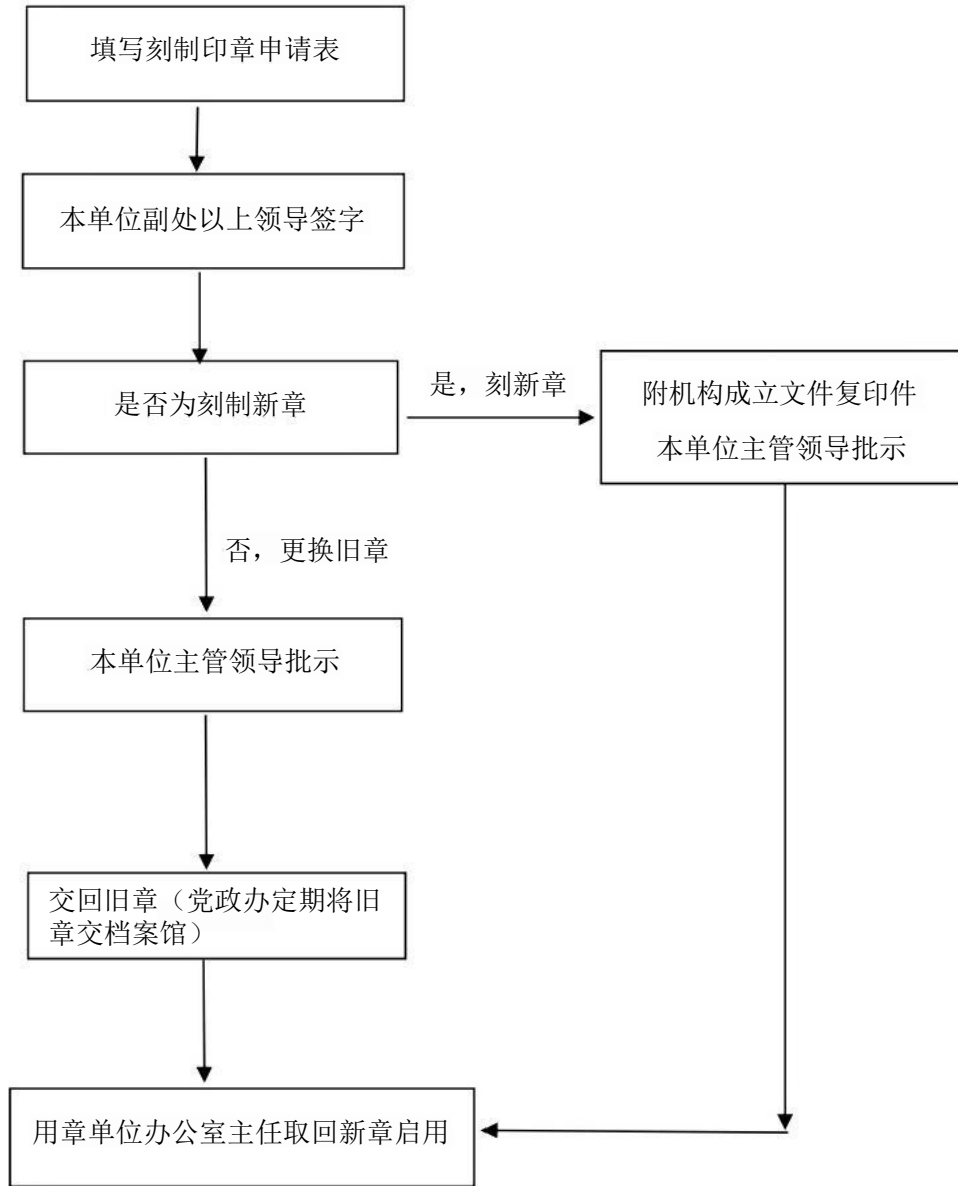 填写刻制印章申请表
本单位副处以上领导签字
是否为刻制新章
是，刻新章
附机构成立文件复印件
本单位主管领导批示
否，更换旧章
本单位主管领导批示
交回旧章（党政办定期将旧
章交档案馆）
用章单位办公室主任取回新章启用